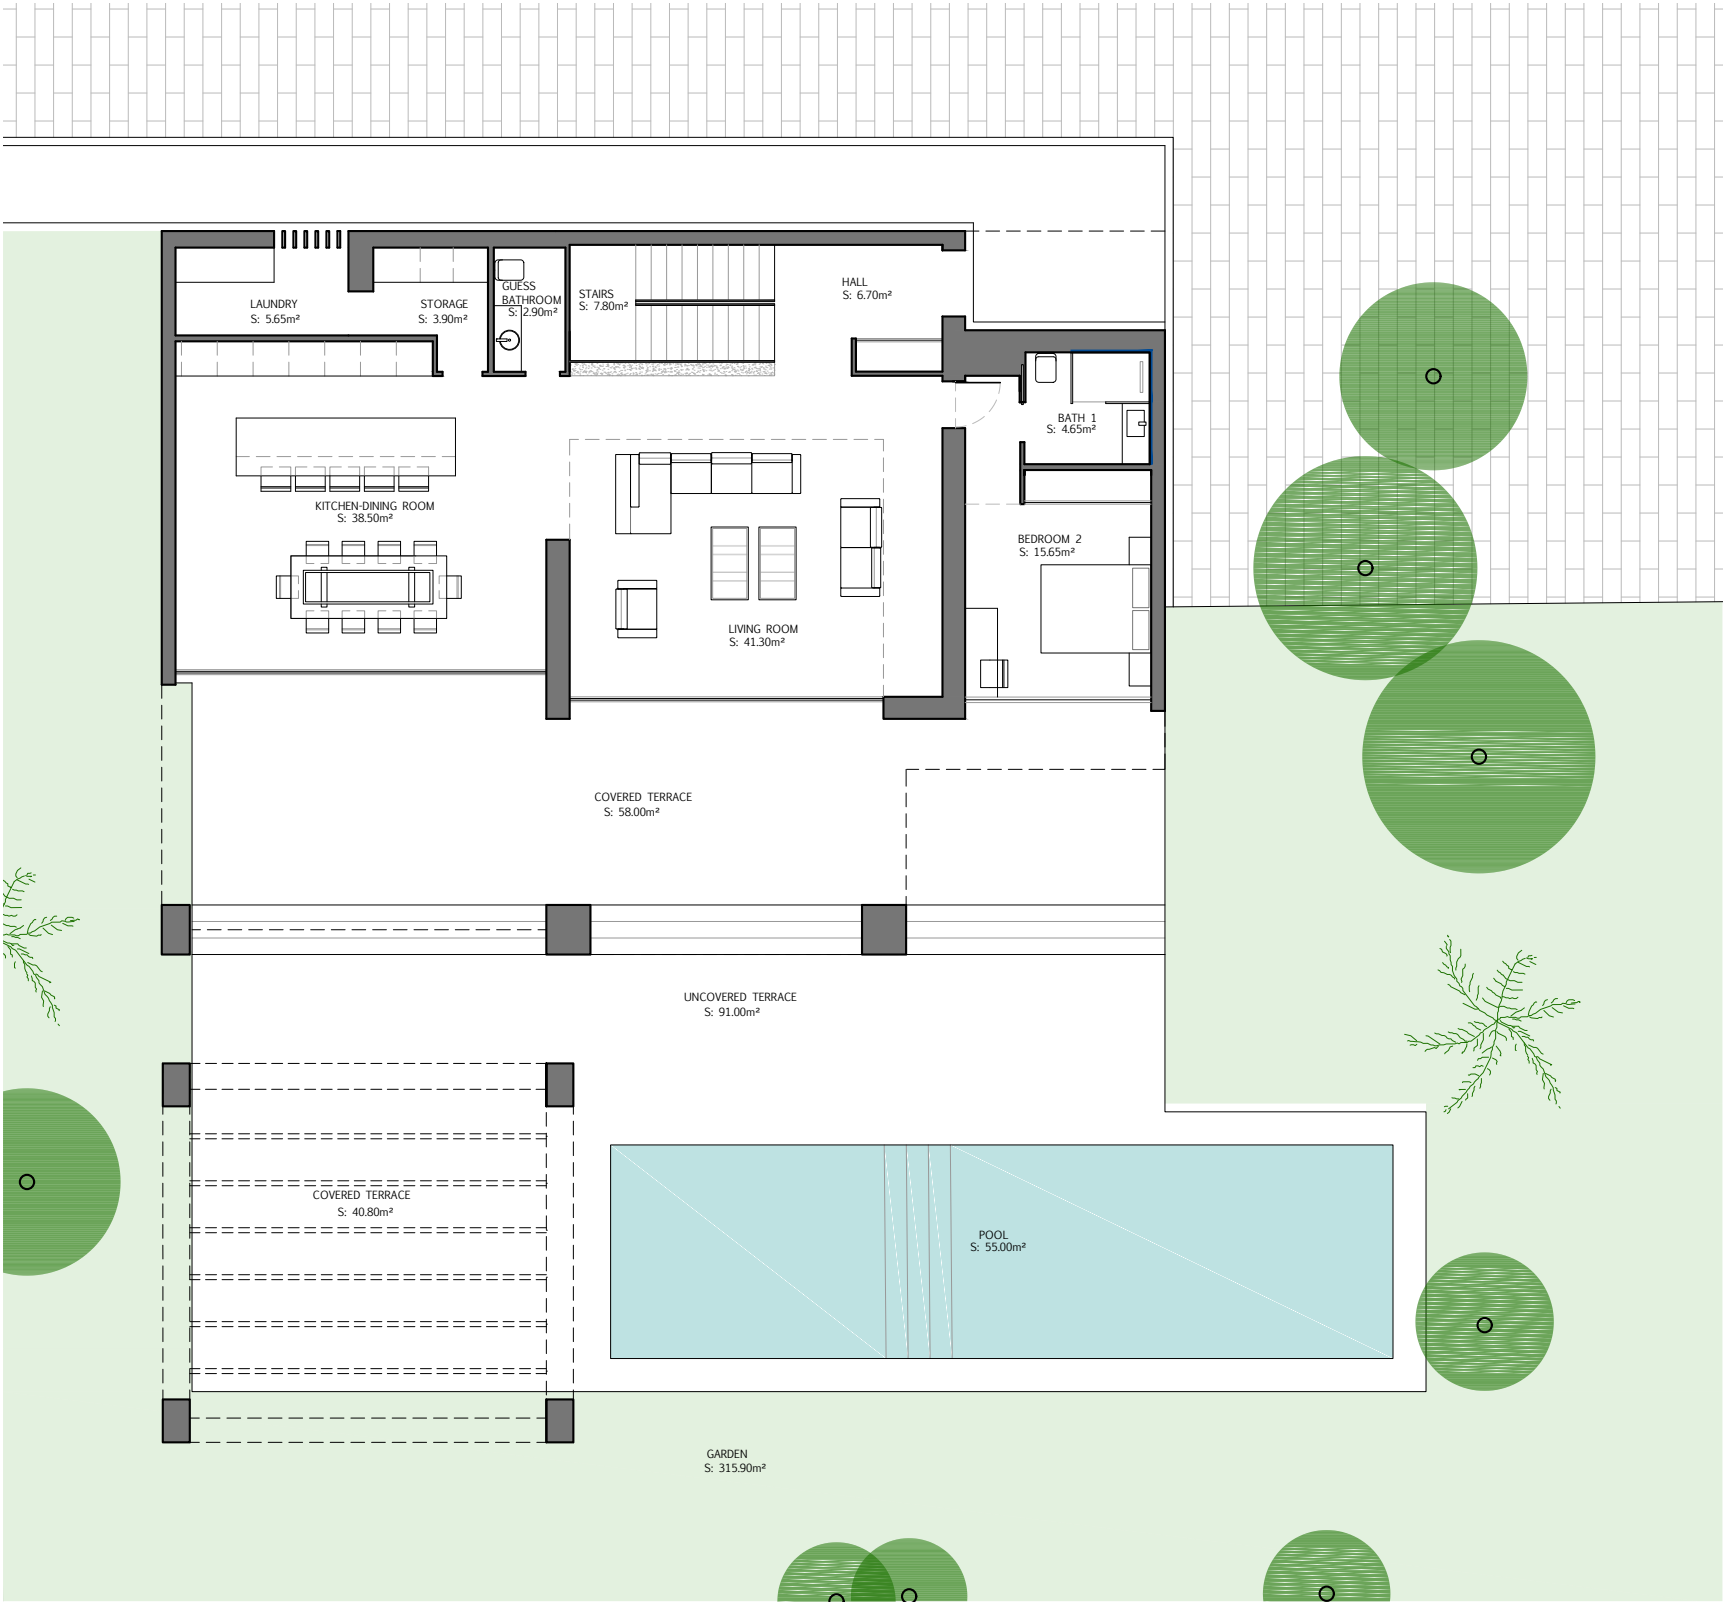 LAUNDRY
S: 5.65m²
STORAGE
S: 3.90m²
GUESS
BATHROOM
S: 2.90m²
STAIRS
S: 7.80m²
HALL
S: 6.70m²
BATH 1
S: 4.65m²
KITCHEN-DINING ROOM
S: 38.50m²
BEDROOM 2
S: 15.65m²
LIVING ROOM
S: 41.30m²
COVERED TERRACE
S: 58.00m²
UNCOVERED TERRACE
S: 91.00m²
COVERED TERRACE
S: 40.80m²
POOL
S: 55.00m²
GARDEN
S: 315.90m²